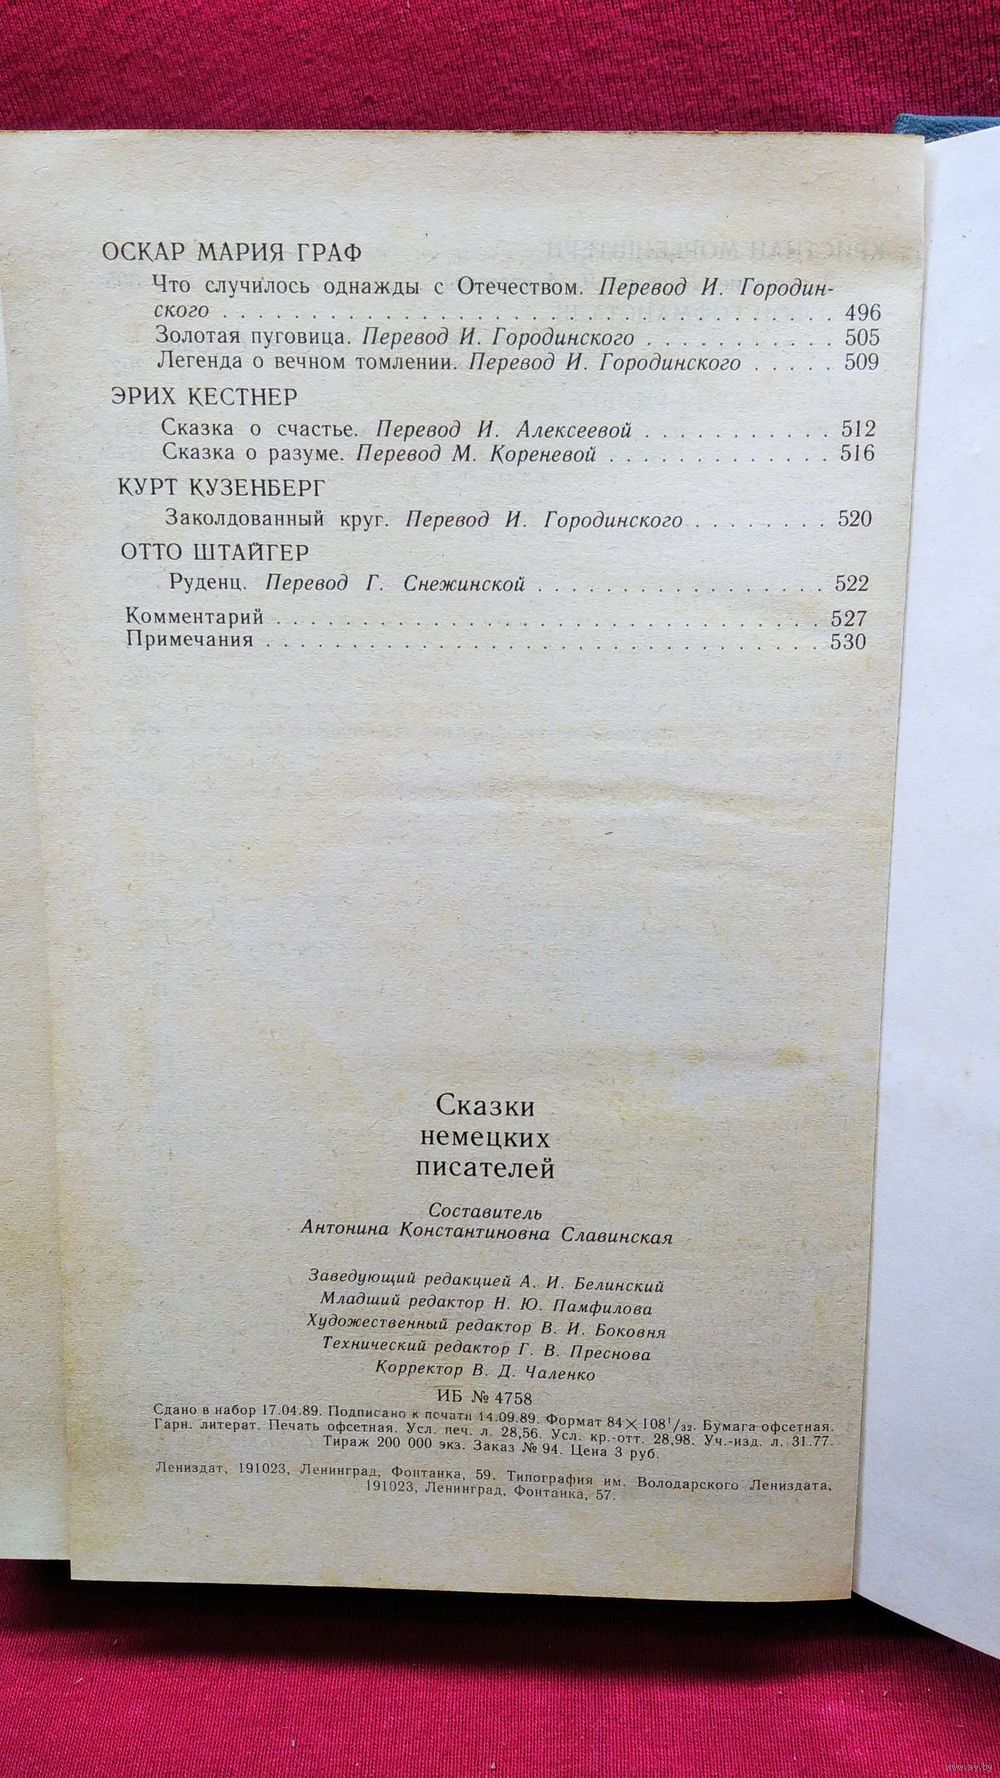 ОСКАР МАРИЯ ГРАФ
Что случилось однажды с Отечеством. Перевод И. Городин-
ского . . . . . . . . . . . . . . . . . . . . . . . . . . . . . . 496
Золотая пуговица. Перевод И. Городинского . . . . . . . . . . . 505
Легенда о вечном томлении. Перевод И. Городинского . . . . . 509
ЭРИХ КЕСТНЕР
Сказка о счастье. Перевод И. Алексеевой . . . . . . . . . . . 512
Сказка о разуме. Перевод М. Кореневой . . . . . . . . . . . . . 516
КУРТ КУЗЕНБЕРГ
Заколдованный круг. Перевод И. Городинского . . . . . . . . 520
ОТТО ШТАЙГЕР
Руденц. Перевод Г. Снежинской . . . . . . . . . . . . . . . . . 522
Комментарий . . . . . . . . . . . . . . . . . . . . . . . . . . . . . 527
Примечания . . . . . . . . . . . . . . . . . . . . . . . . . . . . . 530
Сказки
немецких
писателей
Составитель
Антонина Константиновна Славинская
Заведующий редакцией А. И. Белинский
Младший редактор Н. Ю. Памфилова
Художественный редактор В. И. Боковня
Технический редактор Г. В. Преснова
Корректор В. Д. Чаленко
ИБ № 4758
Сдано в набор 17.04.89. Подписано к печати 14.09.89. Формат 84×108¹/₃₂. Бумага офсетная.
Гарн. литерат. Печать офсетная. Усл. печ. л. 28,56. Усл. кр.-отт. 28,98. Уч.-изд. л. 31.77.
Тираж 200 000 экз. Заказ № 94. Цена 3 руб.
Лениздат, 191023, Ленинград, Фонтанка, 59. Типография им. Володарского Лениздата,
191023, Ленинград, Фонтанка, 57.
www.ay.by